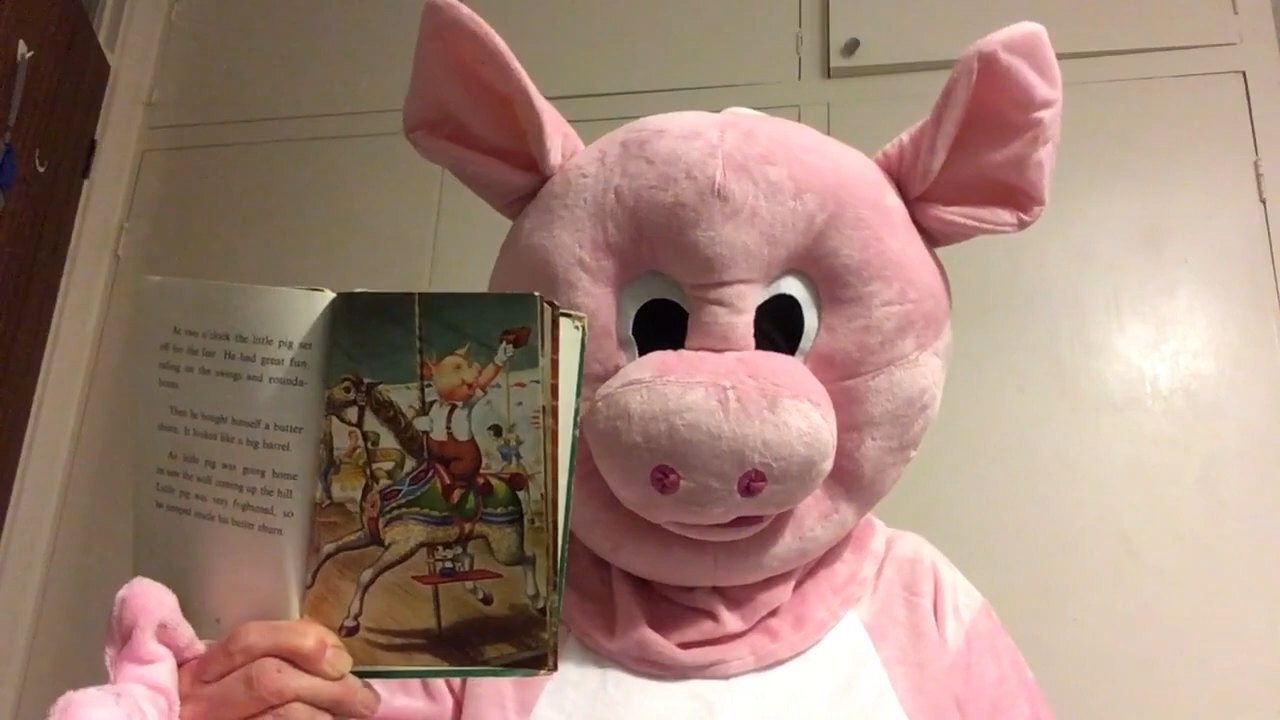 At two o'clock the little pig set
off for the fair. He had great fun,
riding on the swings and rounda-
bouts.
Then he bought himself a butter
churn. It looked like a big barrel.
As little pig was going home
he saw the wolf coming up the hill.
Little pig was very frightened, so
he jumped inside his butter churn.